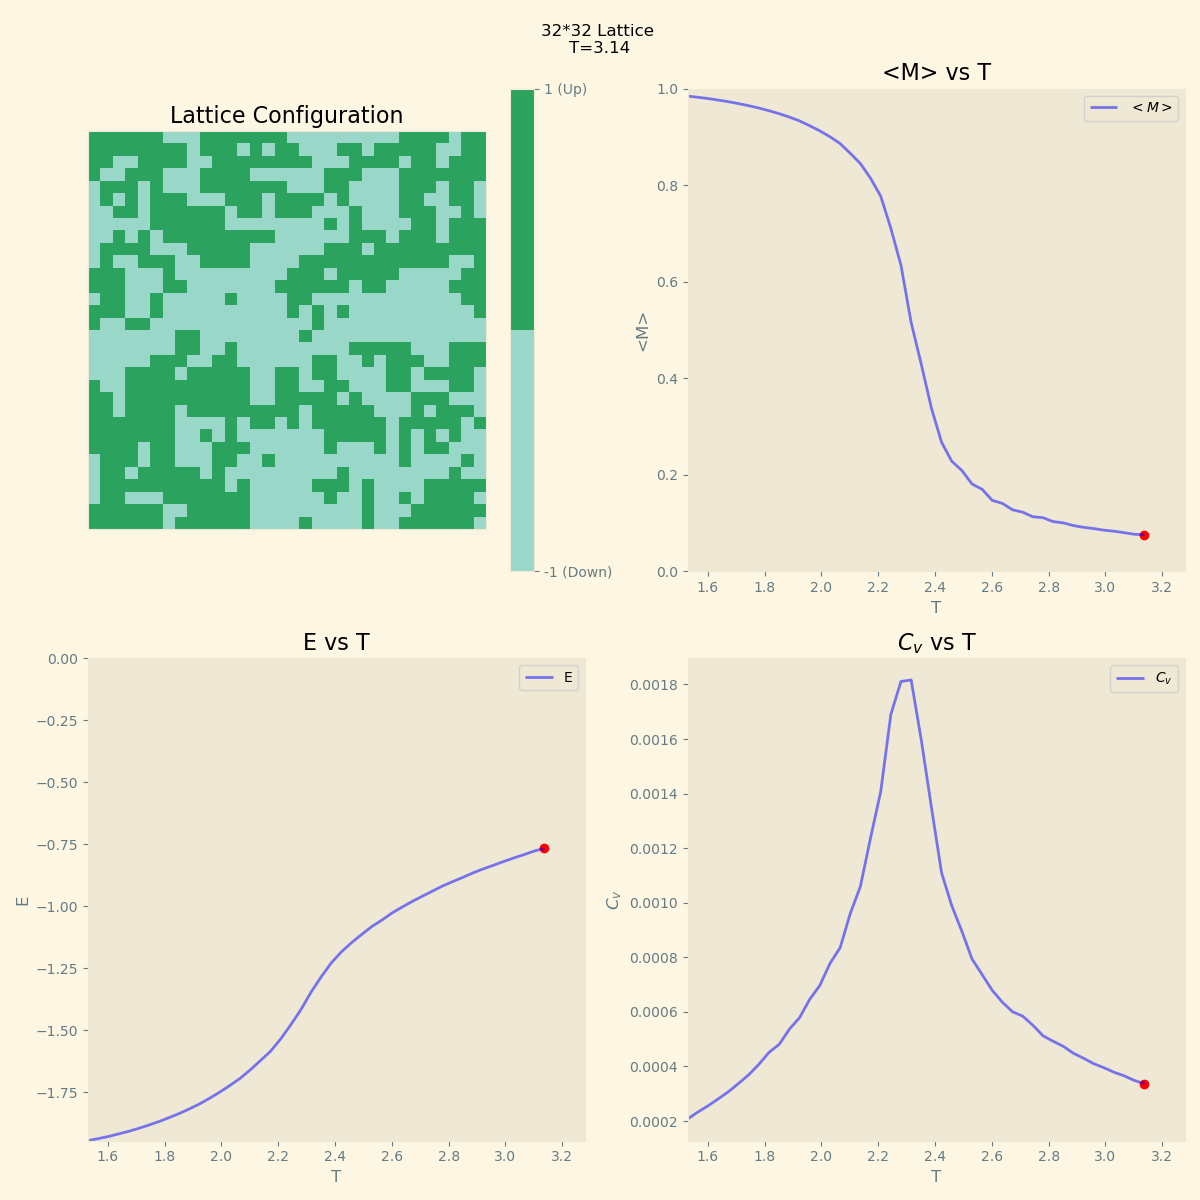 32*32 Lattice
T=3.14
Lattice Configuration
1 (Up)
-1 (Down)
<M> vs T
<M>
1.0
0.8
0.6
0.4
0.2
0.0
<M>
1.6 1.8 2.0 2.2 2.4 2.6 2.8 3.0 3.2
T
E vs T
E
0.00
−0.25
−0.50
−0.75
−1.00
−1.25
−1.50
−1.75
E
1.6 1.8 2.0 2.2 2.4 2.6 2.8 3.0 3.2
T
Cv vs T
Cv
0.0018
0.0016
0.0014
0.0012
0.0010
0.0008
0.0006
0.0004
0.0002
Cv
1.6 1.8 2.0 2.2 2.4 2.6 2.8 3.0 3.2
T